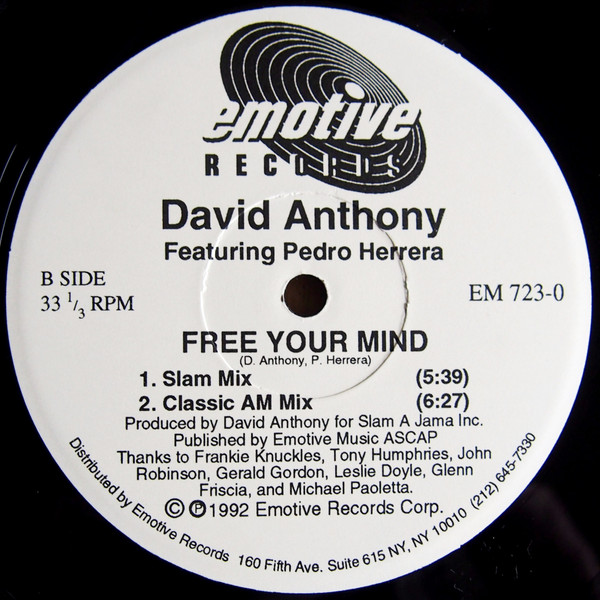 emotive
RECORDS
David Anthony
Featuring Pedro Herrera
B SIDE
33 1/3 RPM
EM 723-0
FREE YOUR MIND
(D. Anthony, P. Herrera)
1. Slam Mix (5:39)
2. Classic AM Mix (6:27)
Produced by David Anthony for Slam A Jama Inc.
Published by Emotive Music ASCAP
Thanks to Frankie Knuckles, Tony Humphries, John
Robinson, Gerald Gordon, Leslie Doyle, Glenn
Friscia, and Michael Paoletta.
© ℗ 1992 Emotive Records Corp.
Distributed by Emotive Records 160 Fifth Ave. Suite 615 NY, NY 10010 (212) 645-7330